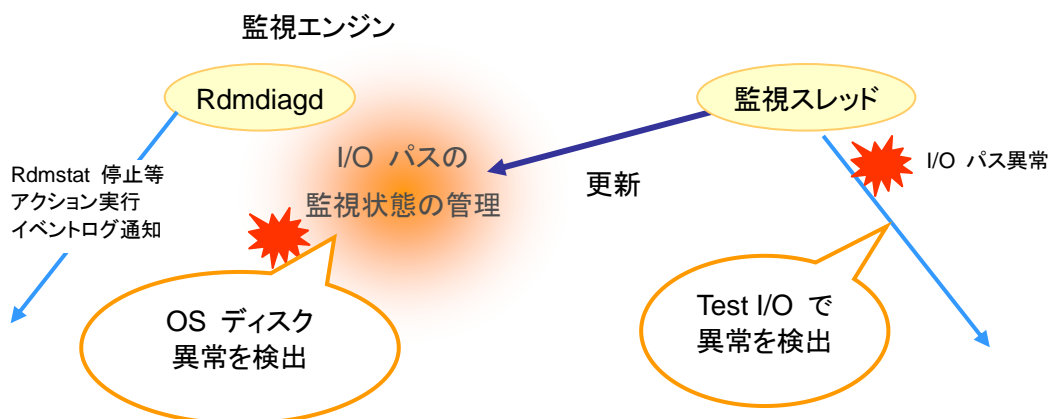 監視エンジン
Rdmdiagd
監視スレッド
I/O パスの
監視状態の管理
更新
I/O パス異常
Rdmstat 停止等
アクション実行
イベントログ通知
OS ディスク
異常を検出
Test I/O で
異常を検出